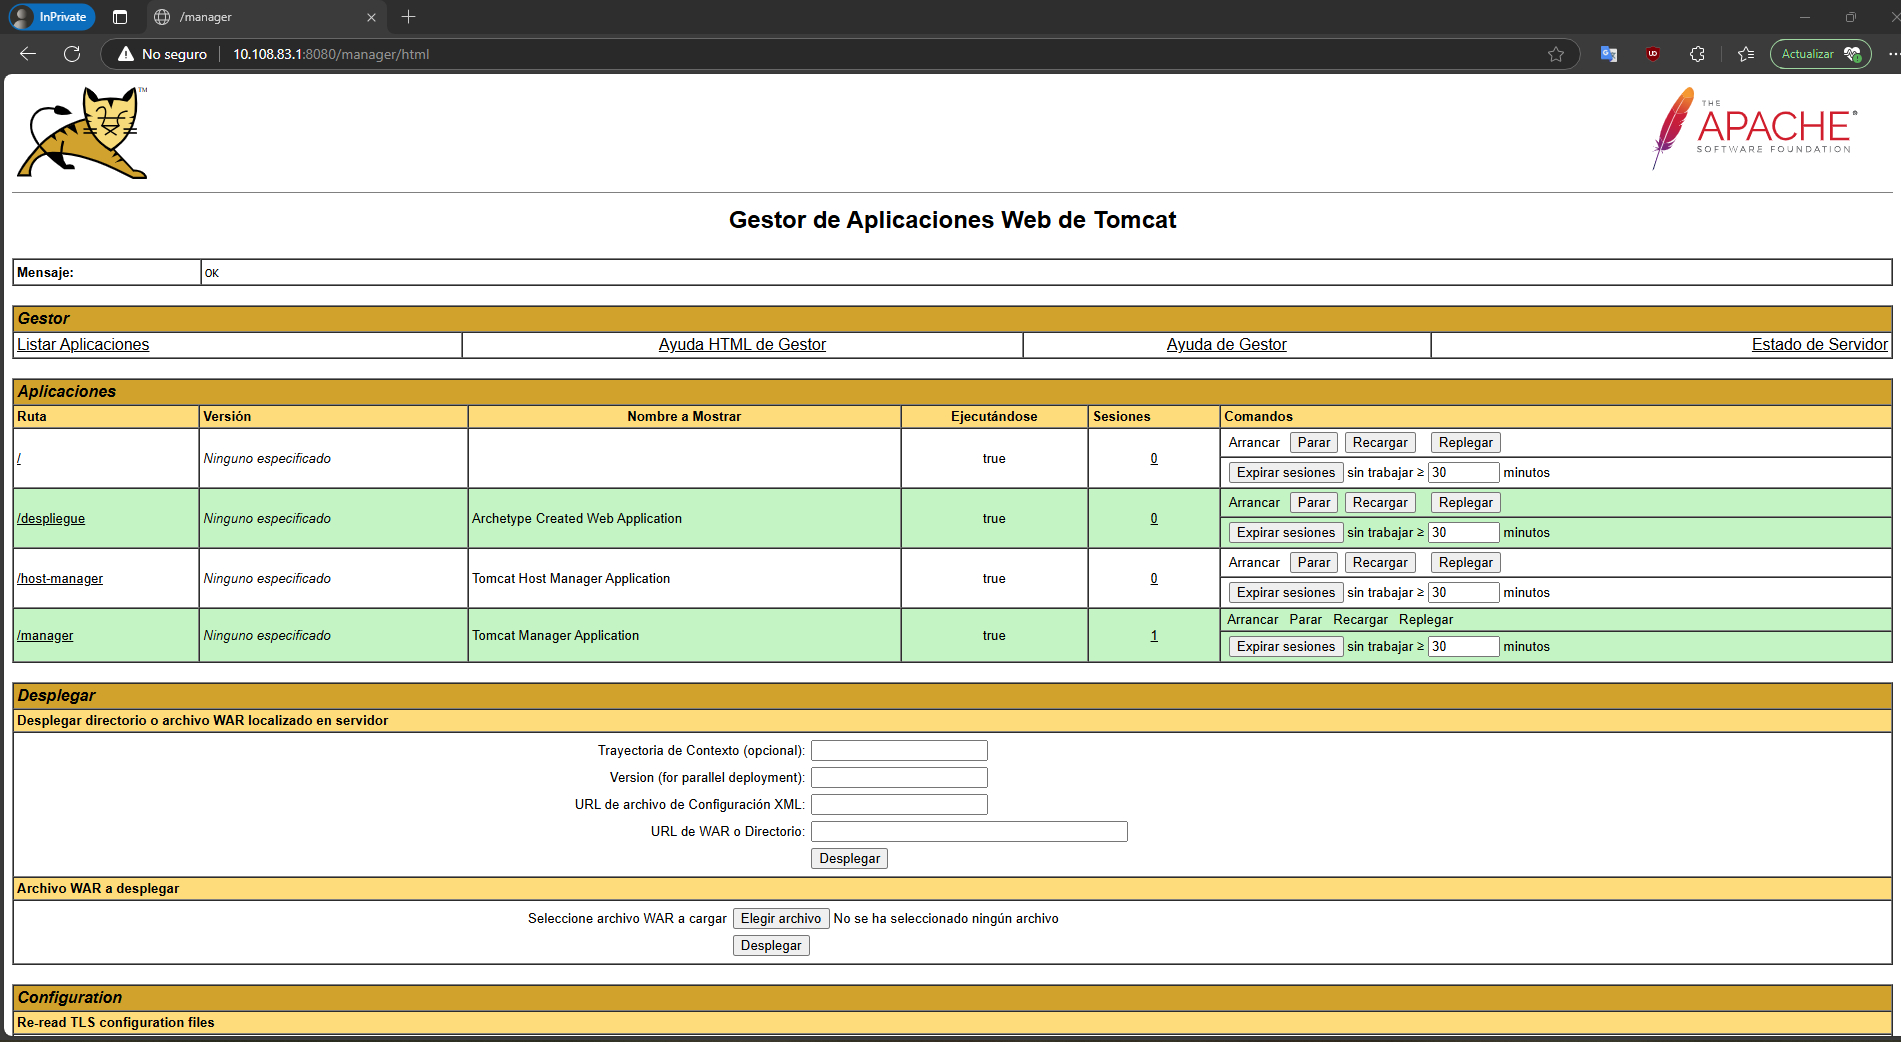 InPrivate
/manager
No seguro
10.108.83.1:8080/manager/html
Actualizar
TM
THE
APACHE®
SOFTWARE FOUNDATION
Gestor de Aplicaciones Web de Tomcat
Mensaje: OK
Gestor
Listar Aplicaciones Ayuda HTML de Gestor Ayuda de Gestor Estado de Servidor
Aplicaciones
Ruta Versión Nombre a Mostrar Ejecutándose Sesiones Comandos
/ Ninguno especificado true 0 Arrancar Parar Recargar Replegar
Expirar sesiones sin trabajar ≥ 30 minutos
/despliegue Ninguno especificado Archetype Created Web Application true 0 Arrancar Parar Recargar Replegar
Expirar sesiones sin trabajar ≥ 30 minutos
/host-manager Ninguno especificado Tomcat Host Manager Application true 0 Arrancar Parar Recargar Replegar
Expirar sesiones sin trabajar ≥ 30 minutos
/manager Ninguno especificado Tomcat Manager Application true 1 Arrancar Parar Recargar Replegar
Expirar sesiones sin trabajar ≥ 30 minutos
Desplegar
Desplegar directorio o archivo WAR localizado en servidor
Trayectoria de Contexto (opcional):
Version (for parallel deployment):
URL de archivo de Configuración XML:
URL de WAR o Directorio:
Desplegar
Archivo WAR a desplegar
Seleccione archivo WAR a cargar Elegir archivo No se ha seleccionado ningún archivo
Desplegar
Configuration
Re-read TLS configuration files